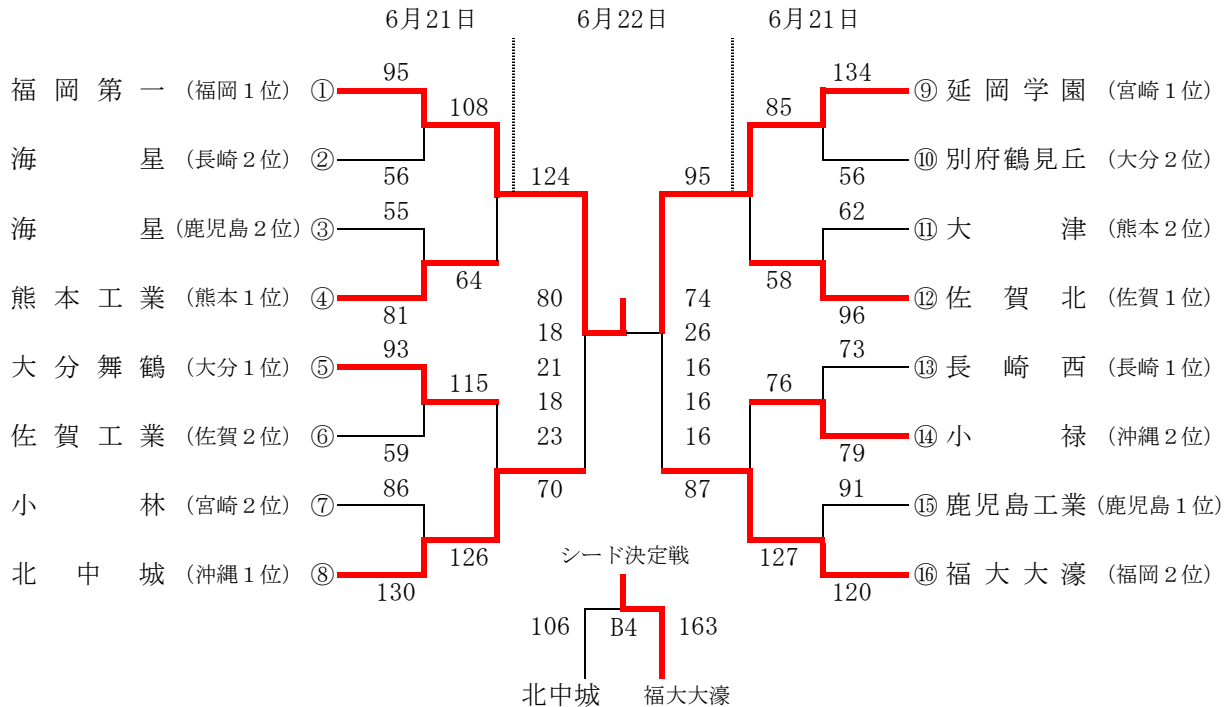 6月21日 6月22日 6月21日
95 134
福岡第一 (福岡1位) ① ⑨ 延岡学園 (宮崎1位)
108 85
海星 (長崎2位) ② ⑩ 別府鶴見丘 (大分2位)
56 124 95 56
55 62
海星 (鹿児島2位) ③ ⑪ 大津 (熊本2位)
64 58
熊本工業 (熊本1位) ④ 80 74 ⑫ 佐賀北 (佐賀1位)
81 18 26 96
93 73
大分舞鶴 (大分1位) ⑤ 21 16 ⑬ 長崎西 (長崎1位)
115 18 16 76
佐賀工業 (佐賀2位) ⑥ 23 16 ⑭ 小禄 (沖縄2位)
59 79
86 70 87 91
小林 (宮崎2位) ⑦ ⑮ 鹿児島工業 (鹿児島1位)
126 シード決定戦 127
北中城 (沖縄1位) ⑧ ⑯ 福大大濠 (福岡2位)
130 120
106 B4 163
北中城 福大大濠